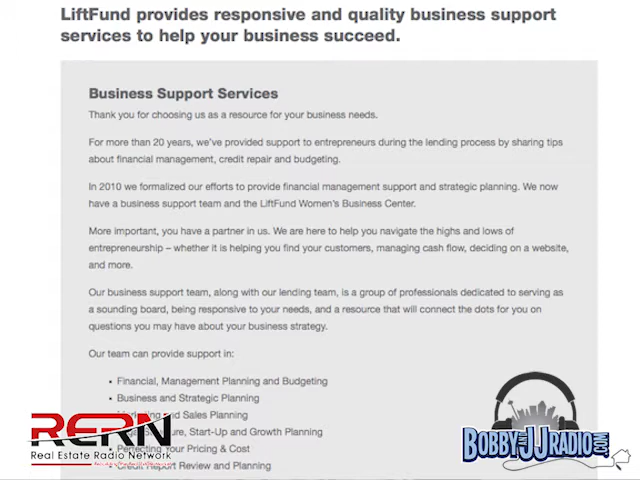 LiftFund provides responsive and quality business support
services to help your business succeed.
Business Support Services
Thank you for choosing us as a resource for your business needs.
For more than 20 years, we've provided support to entrepreneurs during the lending process by sharing tips
about financial management, credit repair and budgeting.
In 2010 we formalized our efforts to provide financial management support and strategic planning. We now
have a business support team and the LiftFund Women's Business Center.
More important, you have a partner in us. We are here to help you navigate the highs and lows of
entrepreneurship – whether it is helping you find your customers, managing cash flow, deciding on a website,
and more.
Our business support team, along with our lending team, is a group of professionals dedicated to serving as
a sounding board, being responsive to your needs, and a resource that will connect the dots for you on
questions you may have about your business strategy.
Our team can provide support in:
• Financial, Management Planning and Budgeting
• Business and Strategic Planning
and Sales Planning
Start-Up and Growth Planning
Your Pricing & Cost
Credit Report Review and Planning
RERN
Real Estate Radio Network
BOBBY AND JJRADIO.COM